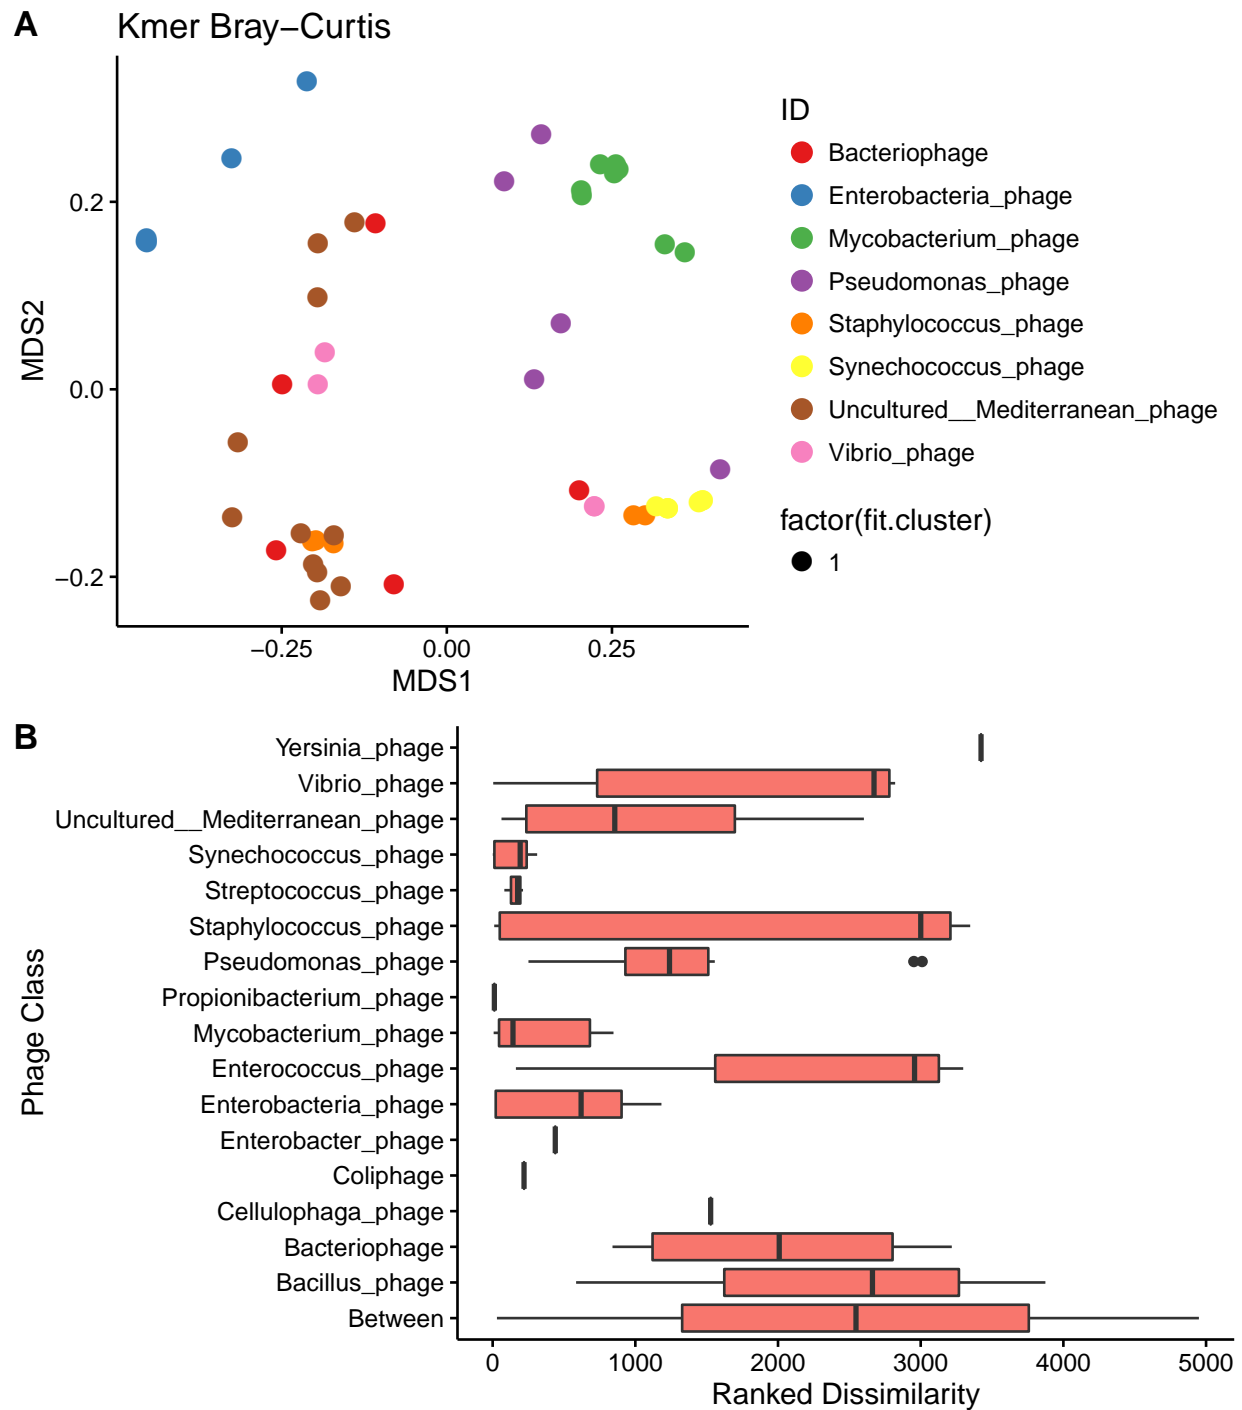 A
Kmer Bray−Curtis
0.2
0.0
−0.2
MDS2
−0.25
0.00
0.25
MDS1
ID
Bacteriophage
Enterobacteria_phage
Mycobacterium_phage
Pseudomonas_phage
Staphylococcus_phage
Synechococcus_phage
Uncultured__Mediterranean_phage
Vibrio_phage
factor(fit.cluster)
1
B
Phage Class
Yersinia_phage
Vibrio_phage
Uncultured__Mediterranean_phage
Synechococcus_phage
Streptococcus_phage
Staphylococcus_phage
Pseudomonas_phage
Propionibacterium_phage
Mycobacterium_phage
Enterococcus_phage
Enterobacteria_phage
Enterobacter_phage
Coliphage
Cellulophaga_phage
Bacteriophage
Bacillus_phage
Between
0
1000
2000
3000
4000
5000
Ranked Dissimilarity